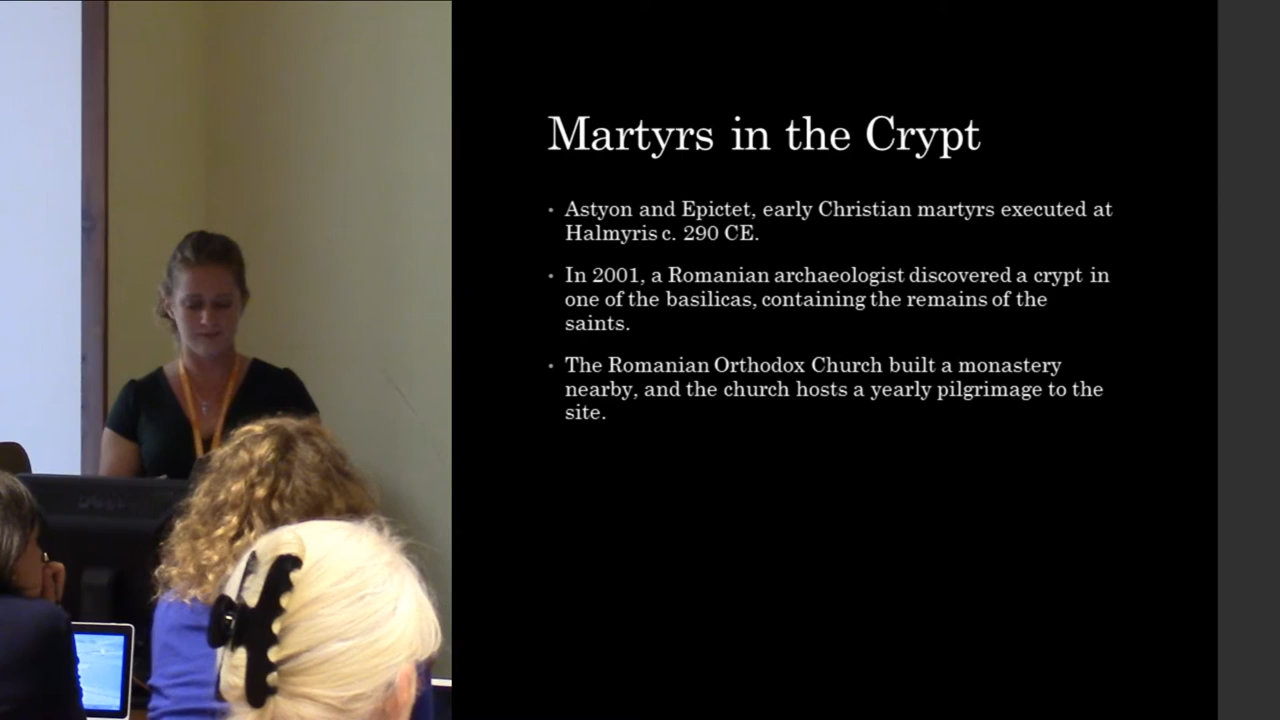 Martyrs in the Crypt
• Astyon and Epictet, early Christian martyrs executed at
Halmyris c. 290 CE.
• In 2001, a Romanian archaeologist discovered a crypt in
one of the basilicas, containing the remains of the
saints.
• The Romanian Orthodox Church built a monastery
nearby, and the church hosts a yearly pilgrimage to the
site.
DELL